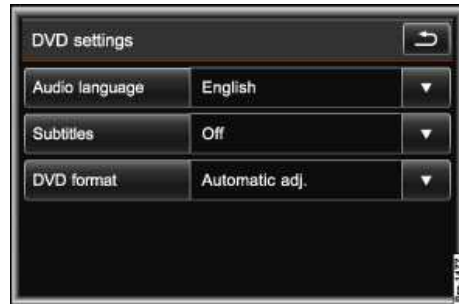 DVD settings
Audio language English
Subtitles Off
DVD format Automatic adj.